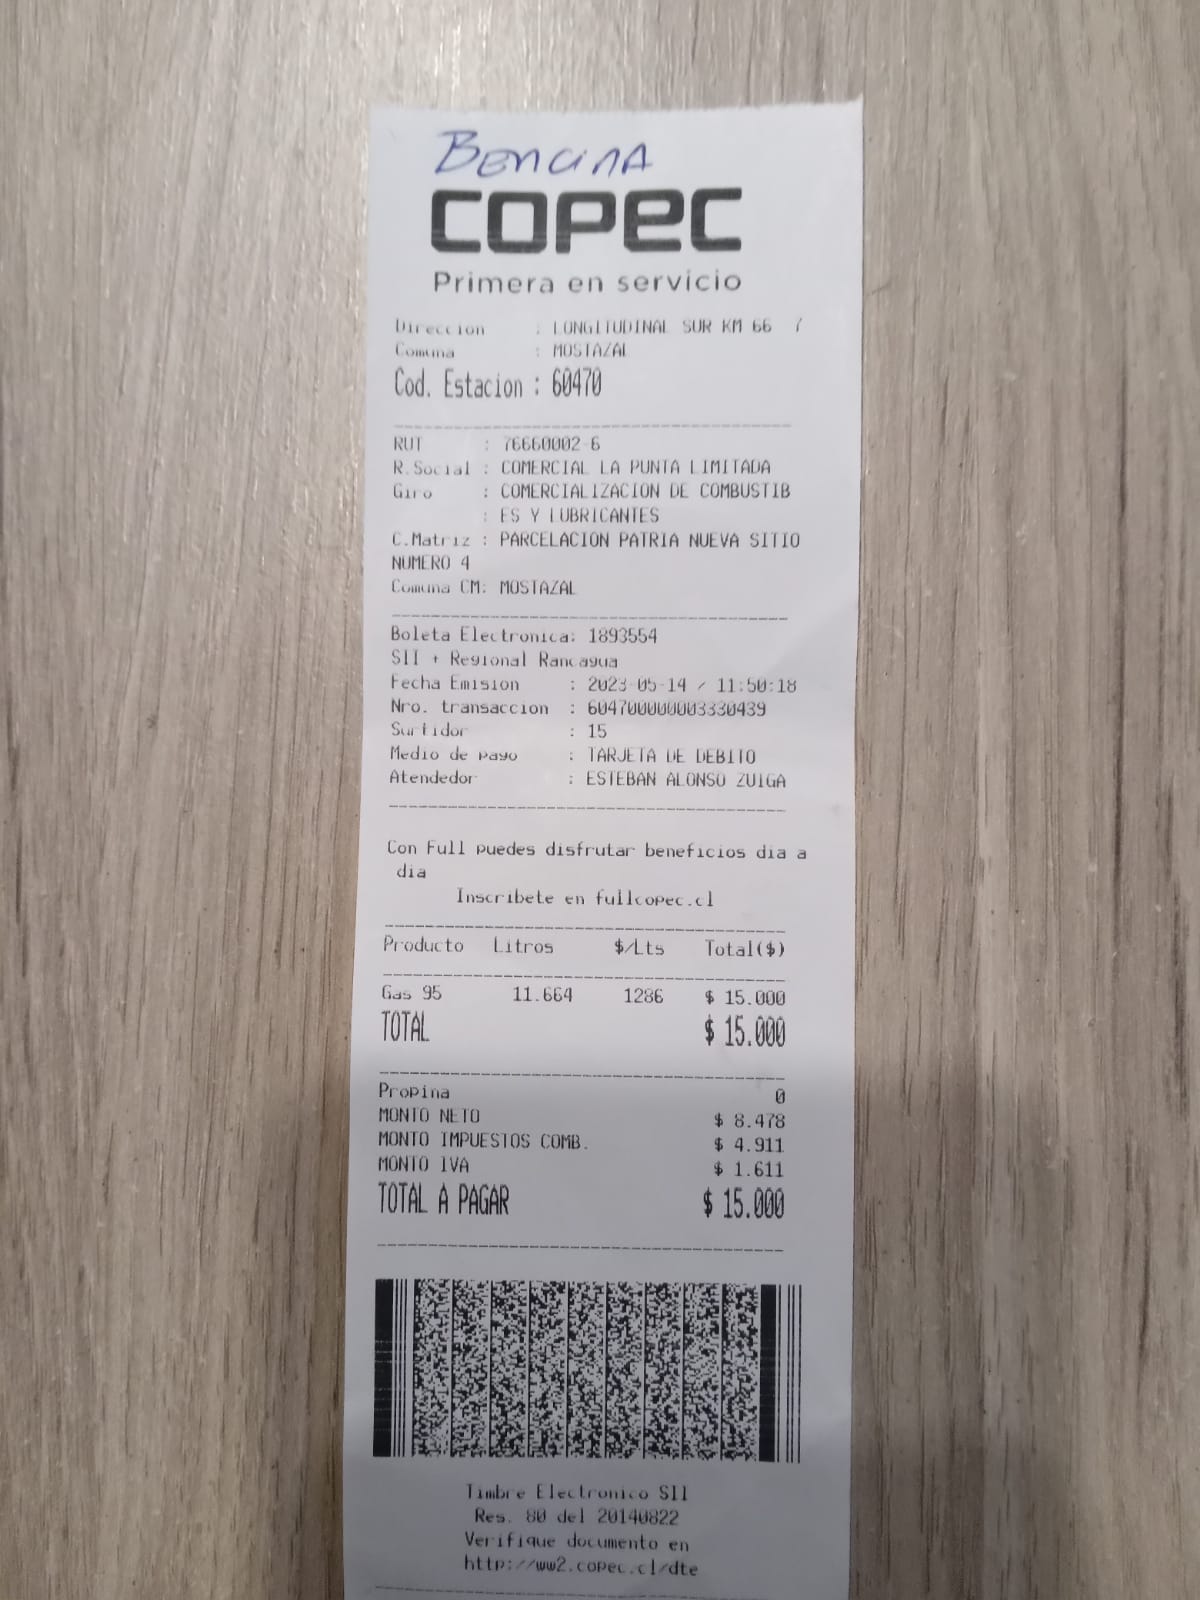 Bencina
COPEC
Primera en servicio
Direccion : LONGITUDINAL SUR KM 66 7
Comuna : MOSTAZAL
Cod. Estacion : 60470
RUT : 76660002-6
R.Social : COMERCIAL LA PUNTA LIMITADA
Giro : COMERCIALIZACION DE COMBUSTIB
: ES Y LUBRICANTES
C.Matriz : PARCELACION PATRIA NUEVA SITIO
NUMERO 4
Comuna CM: MOSTAZAL
Boleta Electronica: 1893554
SII + Regional Rancagua
Fecha Emision : 2023-05-14 / 11:50:18
Nro. transaccion : 604700000003330439
Surtidor : 15
Medio de pago : TARJETA DE DEBITO
Atendedor : ESTEBAN ALONSO ZUIGA
Con Full puedes disfrutar beneficios dia a
dia
Inscribete en fullcopec.cl
Producto Litros $/Lts Total($)
Gas 95 11.664 1286 $ 15.000
TOTAL $ 15.000
Propina 0
MONTO NETO $ 8.478
MONTO IMPUESTOS COMB. $ 4.911
MONTO IVA $ 1.611
TOTAL A PAGAR $ 15.000
Timbre Electronico SII
Res. 80 del 20140822
Verifique documento en
http://ww2.copec.cl/dte